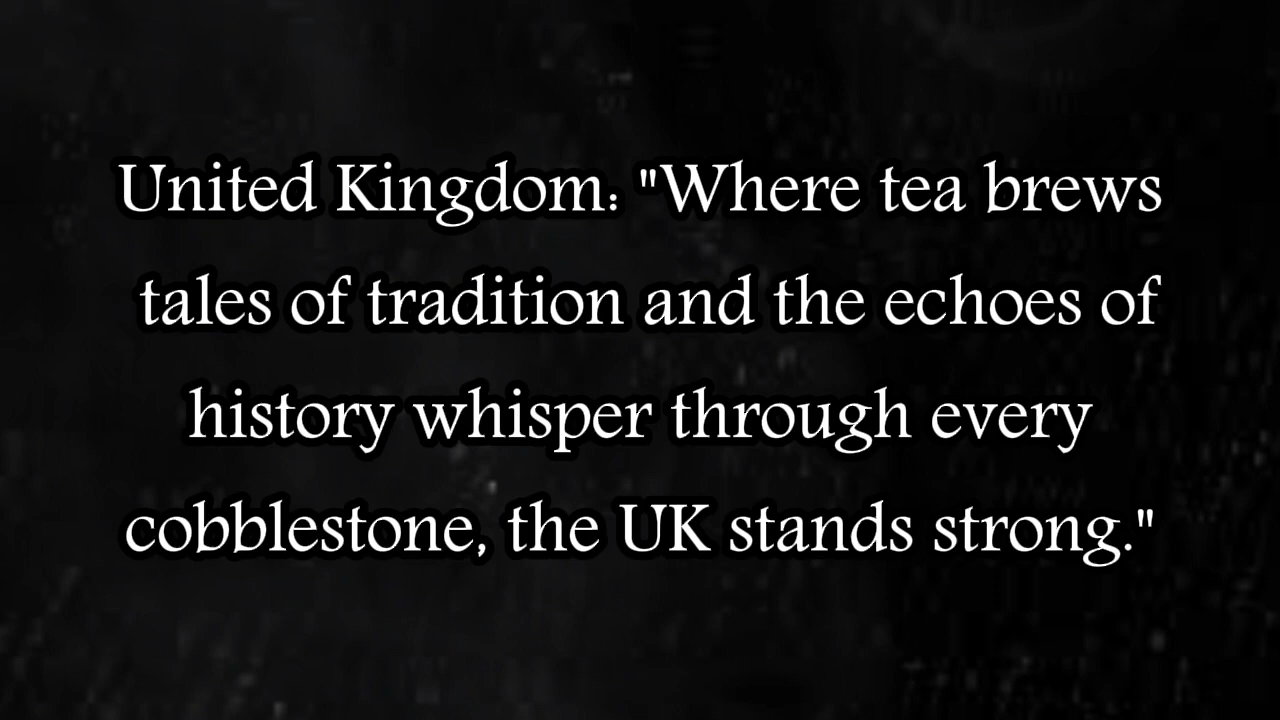 United Kingdom: "Where tea brews
tales of tradition and the echoes of
history whisper through every
cobblestone, the UK stands strong."